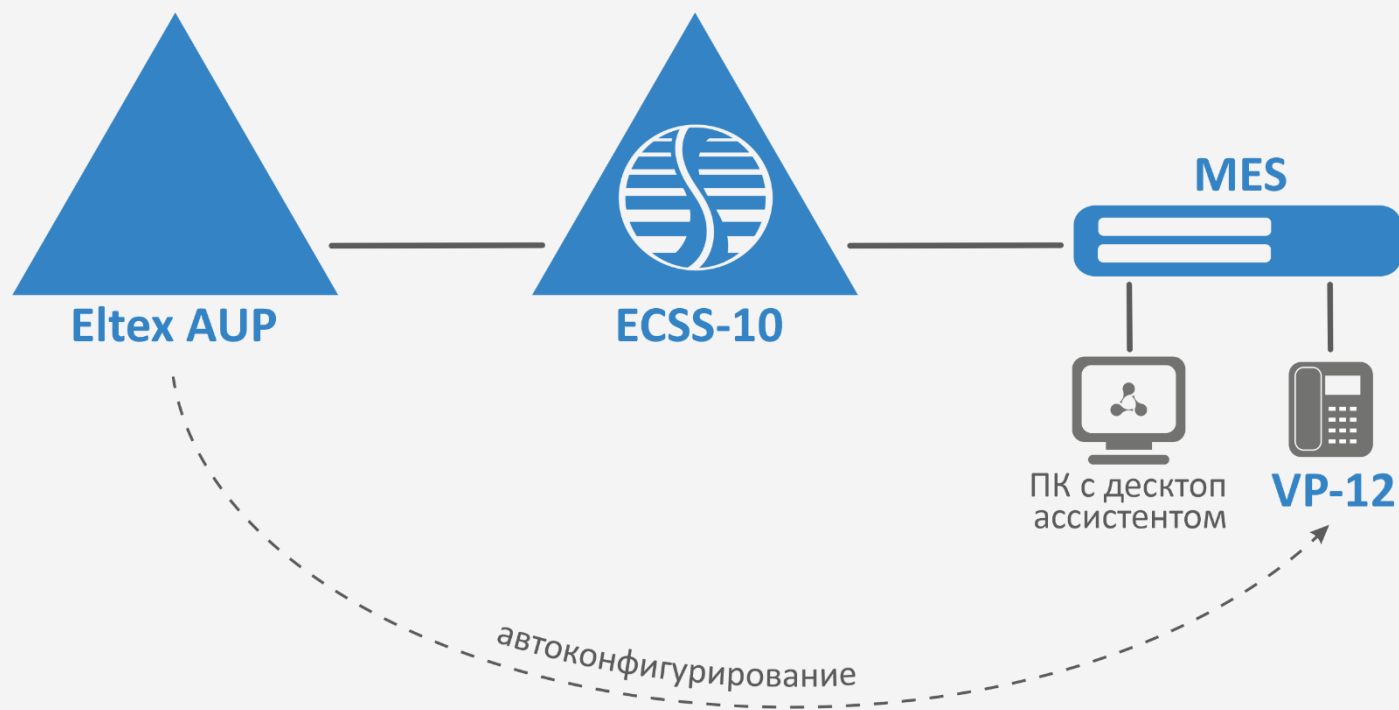 MES
Eltex AUP
ECSS-10
ПК с десктоп
ассистентом
VP-12
автоконфигурирование